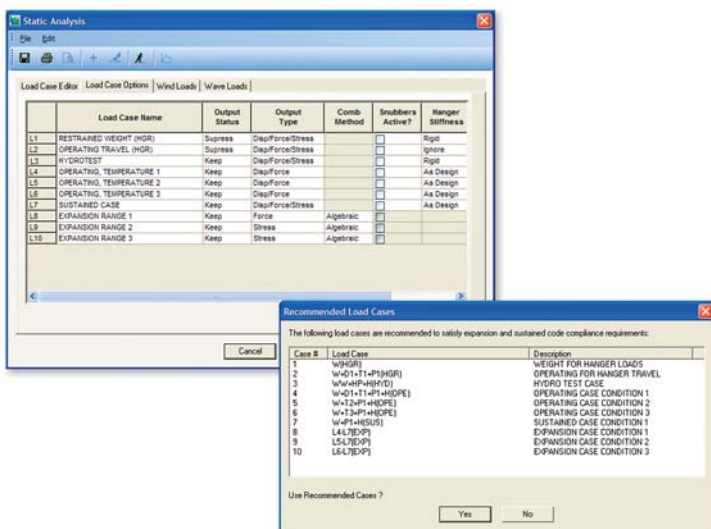 Static Analysis
File Edit
Load Case Editor Load Case Options Wind Loads Wave Loads
Load Case Name Output Status Output Type Comb Method Snubbers Active? Hanger Stiffness
L1 RESTRAINED WEIGHT (HGR) Supress Disp/Force/Stress Rigid
L2 OPERATING TRAVEL (HGR) Supress Disp/Force/Stress Ignore
L3 HYDROTEST Keep Disp/Force/Stress Rigid
L4 OPERATING, TEMPERATURE 1 Keep Disp/Force As Design
L5 OPERATING, TEMPERATURE 2 Keep Disp/Force As Design
L6 OPERATING, TEMPERATURE 3 Keep Disp/Force As Design
L7 SUSTAINED CASE Keep Disp/Force/Stress As Design
L8 EXPANSION RANGE 1 Keep Force Algebraic
L9 EXPANSION RANGE 2 Keep Stress Algebraic
L10 EXPANSION RANGE 3 Keep Stress Algebraic
Cancel
Recommended Load Cases
The following load cases are recommended to satisfy expansion and sustained code compliance requirements:
Case # Load Case Description
1 W(HGR) WEIGHT FOR HANGER LOADS
2 W+D1+T1+P1(HGR) OPERATING FOR HANGER TRAVEL
3 WW+HP+H(HYD) HYDRO TEST CASE
4 W+D1+T1+P1+H(OPE) OPERATING CASE CONDITION 1
5 W+T2+P1+H(OPE) OPERATING CASE CONDITION 2
6 W+T3+P1+H(OPE) OPERATING CASE CONDITION 3
7 W+P1+H(SUS) SUSTAINED CASE CONDITION 1
8 L4-L7(EXP) EXPANSION CASE CONDITION 1
9 L5-L7(EXP) EXPANSION CASE CONDITION 2
10 L6-L7(EXP) EXPANSION CASE CONDITION 3
Use Recommended Cases ?
Yes No